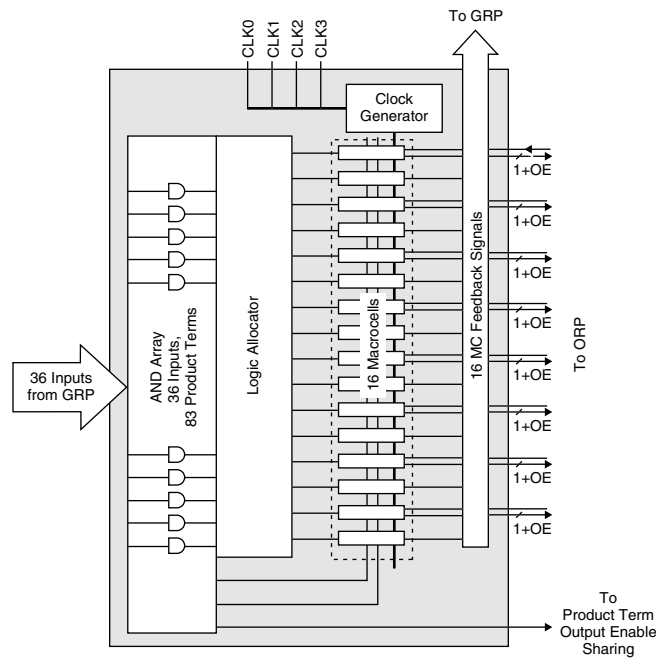 To GRP
CLK0
CLK1
CLK2
CLK3
Clock
Generator
1+OE
1+OE
1+OE
1+OE
1+OE
1+OE
1+OE
1+OE
To ORP
16 MC Feedback Signals
16 Macrocells
Logic Allocator
AND Array
36 Inputs,
83 Product Terms
36 Inputs
from GRP
To
Product Term
Output Enable
Sharing